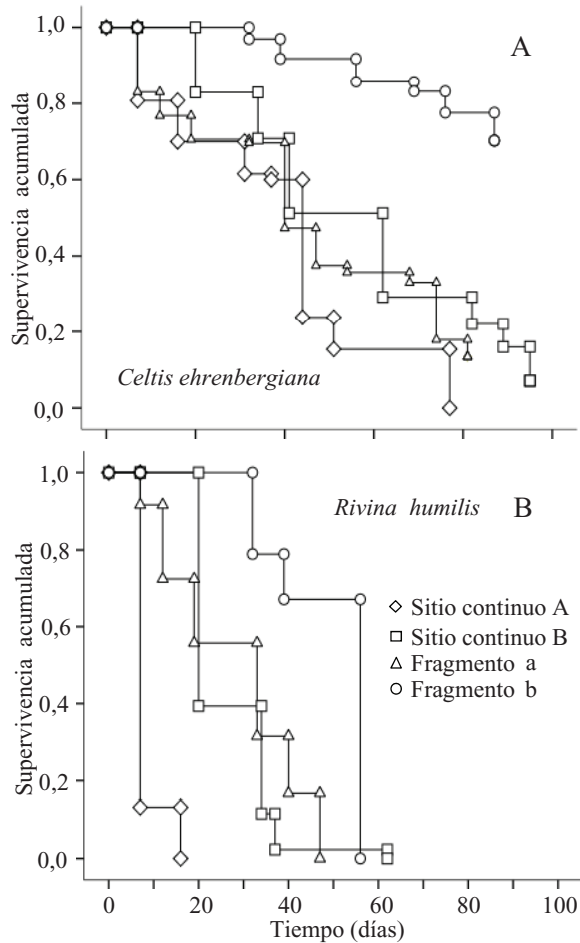 A
1,0
0,8
0,6
0,4
0,2
0,0
Supervivencia acumulada
Celtis ehrenbergiana
B
Rivina humilis
1,0
0,8
0,6
0,4
0,2
0,0
Supervivencia acumulada
Sitio continuo A
Sitio continuo B
Fragmento a
Fragmento b
0 20 40 60 80 100
Tiempo (días)